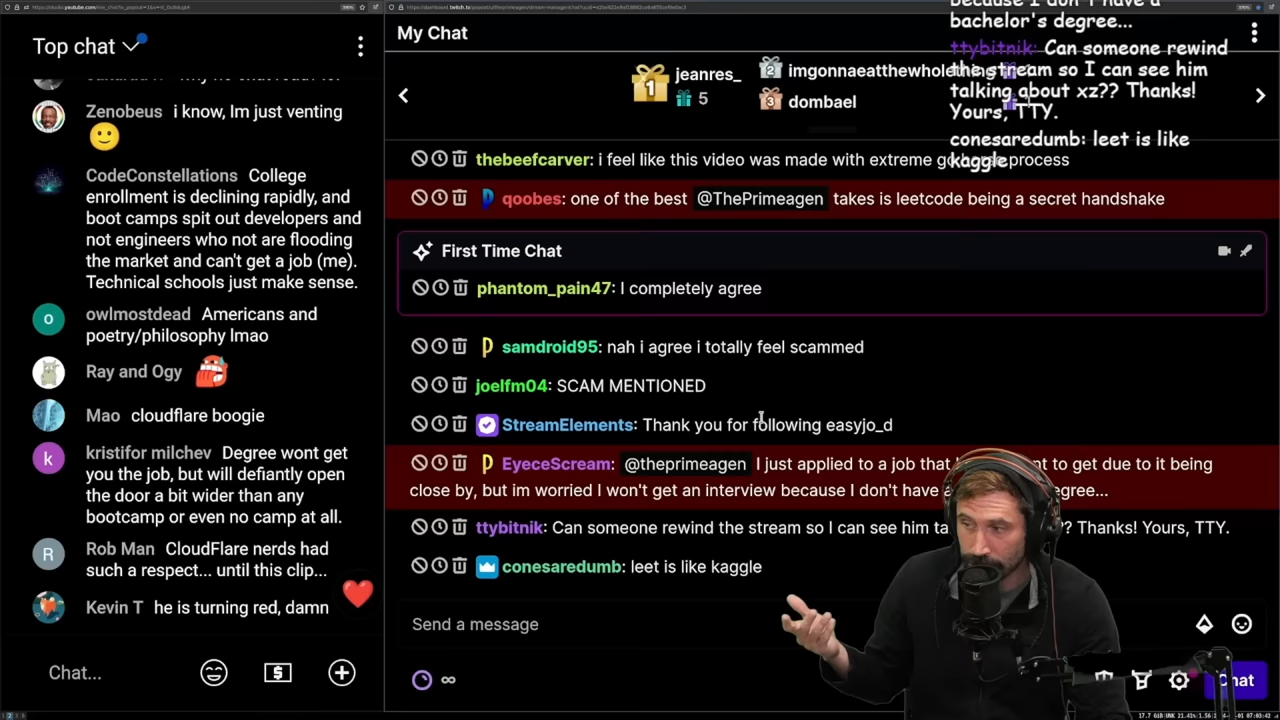 Top chat
Zenobeus i know, Im just venting
CodeConstellations College
enrollment is declining rapidly, and
boot camps spit out developers and
not engineers who not are flooding
the market and can't get a job (me).
Technical schools just make sense.
owlmostdead Americans and
poetry/philosophy lmao
Ray and Ogy
Mao cloudflare boogie
kristifor milchev Degree wont get
you the job, but will defiantly open
the door a bit wider than any
bootcamp or even no camp at all.
Rob Man CloudFlare nerds had
such a respect... until this clip...
Kevin T he is turning red, damn
Chat...
My Chat
1 jeanres_
5
2 imgonnaeatthewholething
3 dombael
thebeefcarver: i feel like this video was made with extreme go process
qoobes: one of the best @ThePrimeagen takes is leetcode being a secret handshake
First Time Chat
phantom_pain47: I completely agree
samdroid95: nah i agree i totally feel scammed
joelfm04: SCAM MENTIONED
StreamElements: Thank you for following easyjo_d
EyeceScream: @theprimeagen I just applied to a job that to get due to it being
close by, but im worried I won't get an interview because I don't have a degree...
ttybitnik: Can someone rewind the stream so I can see him ta ?? Thanks! Yours, TTY.
conesaredumb: leet is like kaggle
Send a message
Chat
because I don't have a
bachelor's degree...
ttybitnik: Can someone rewind
the stream so I can see him
talking about xz?? Thanks!
Yours, TTY.
conesaredumb: leet is like
kaggle